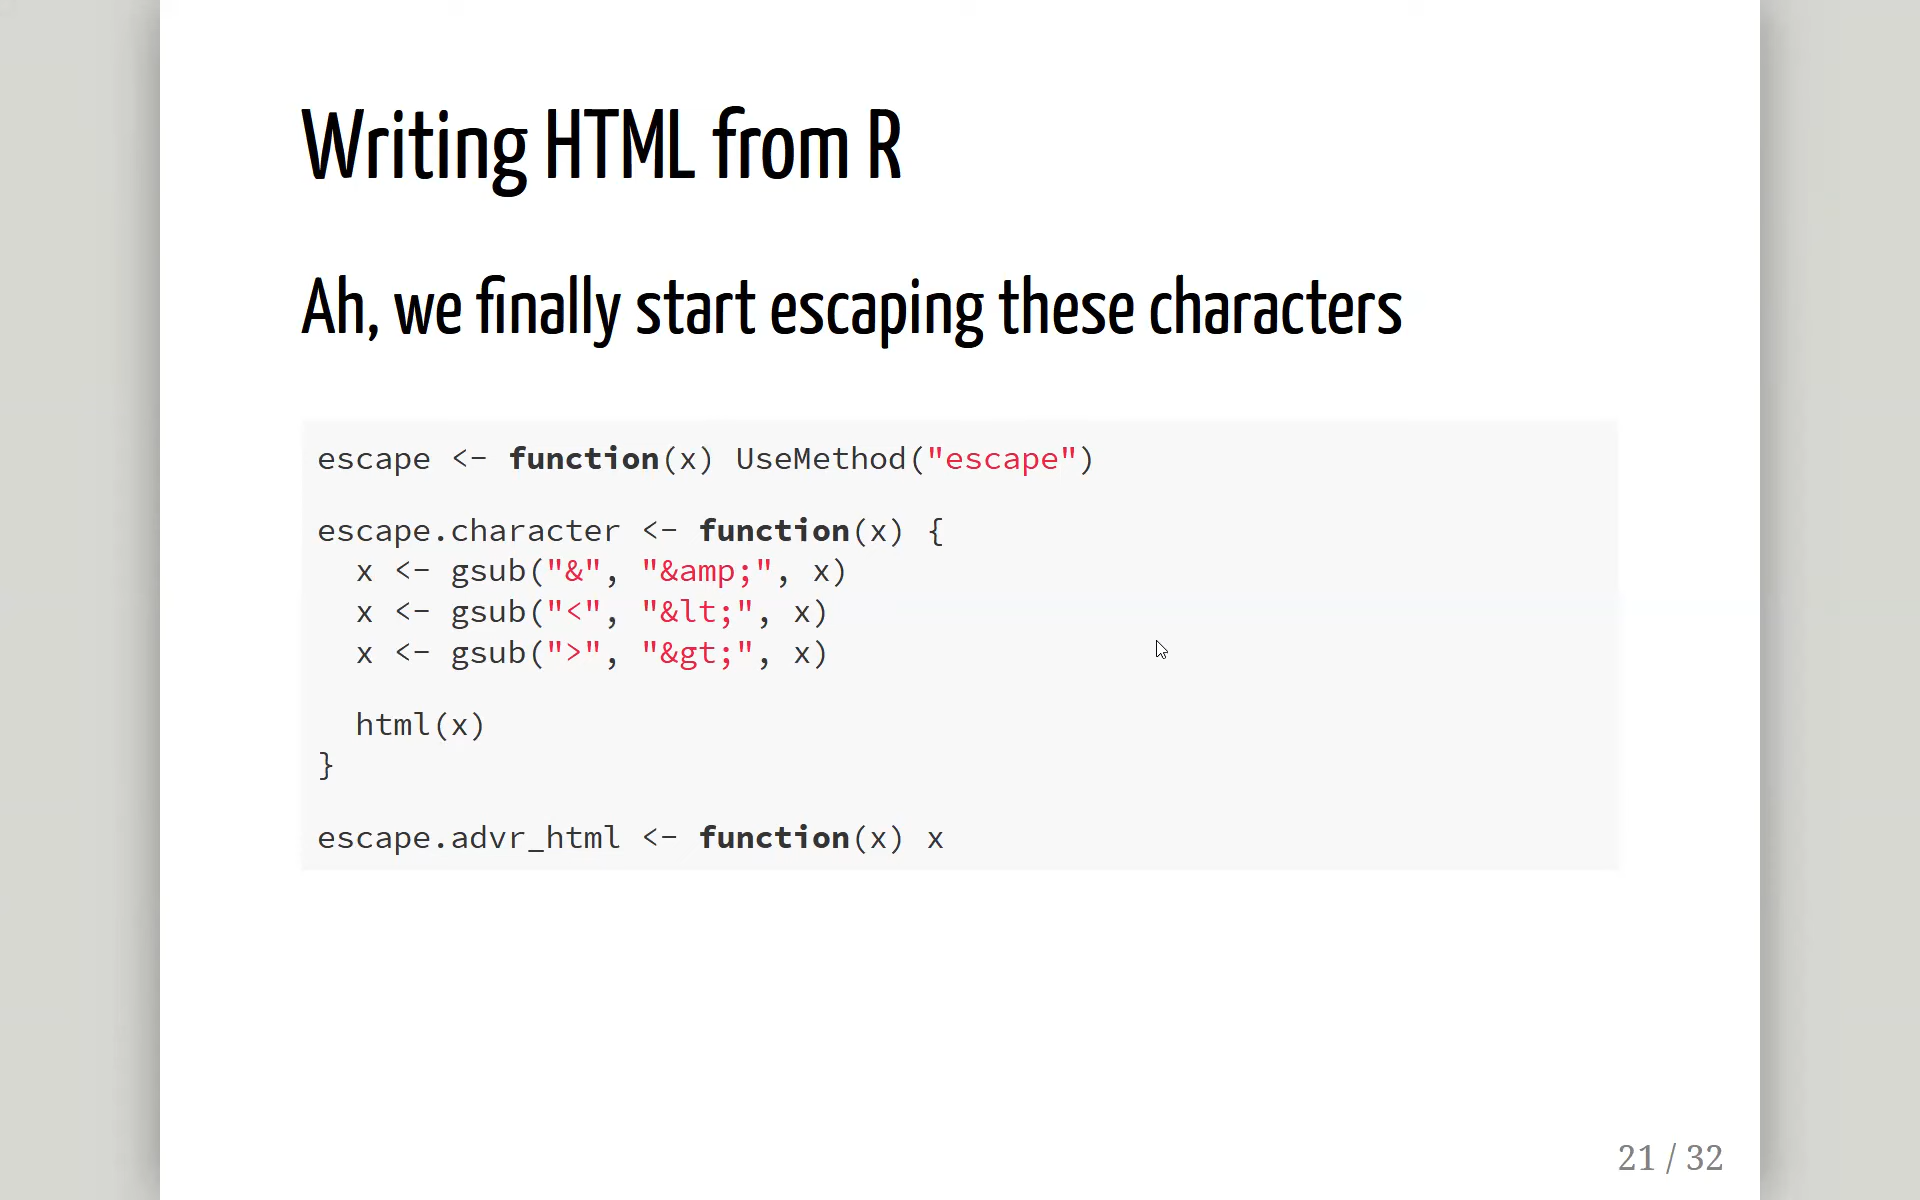 Writing HTML from R
Ah, we finally start escaping these characters
escape <- function(x) UseMethod("escape")
escape.character <- function(x) {
  x <- gsub("&", "&amp;", x)
  x <- gsub("<", "&lt;", x)
  x <- gsub(">", "&gt;", x)
  html(x)
}
escape.advr_html <- function(x) x
21 / 32